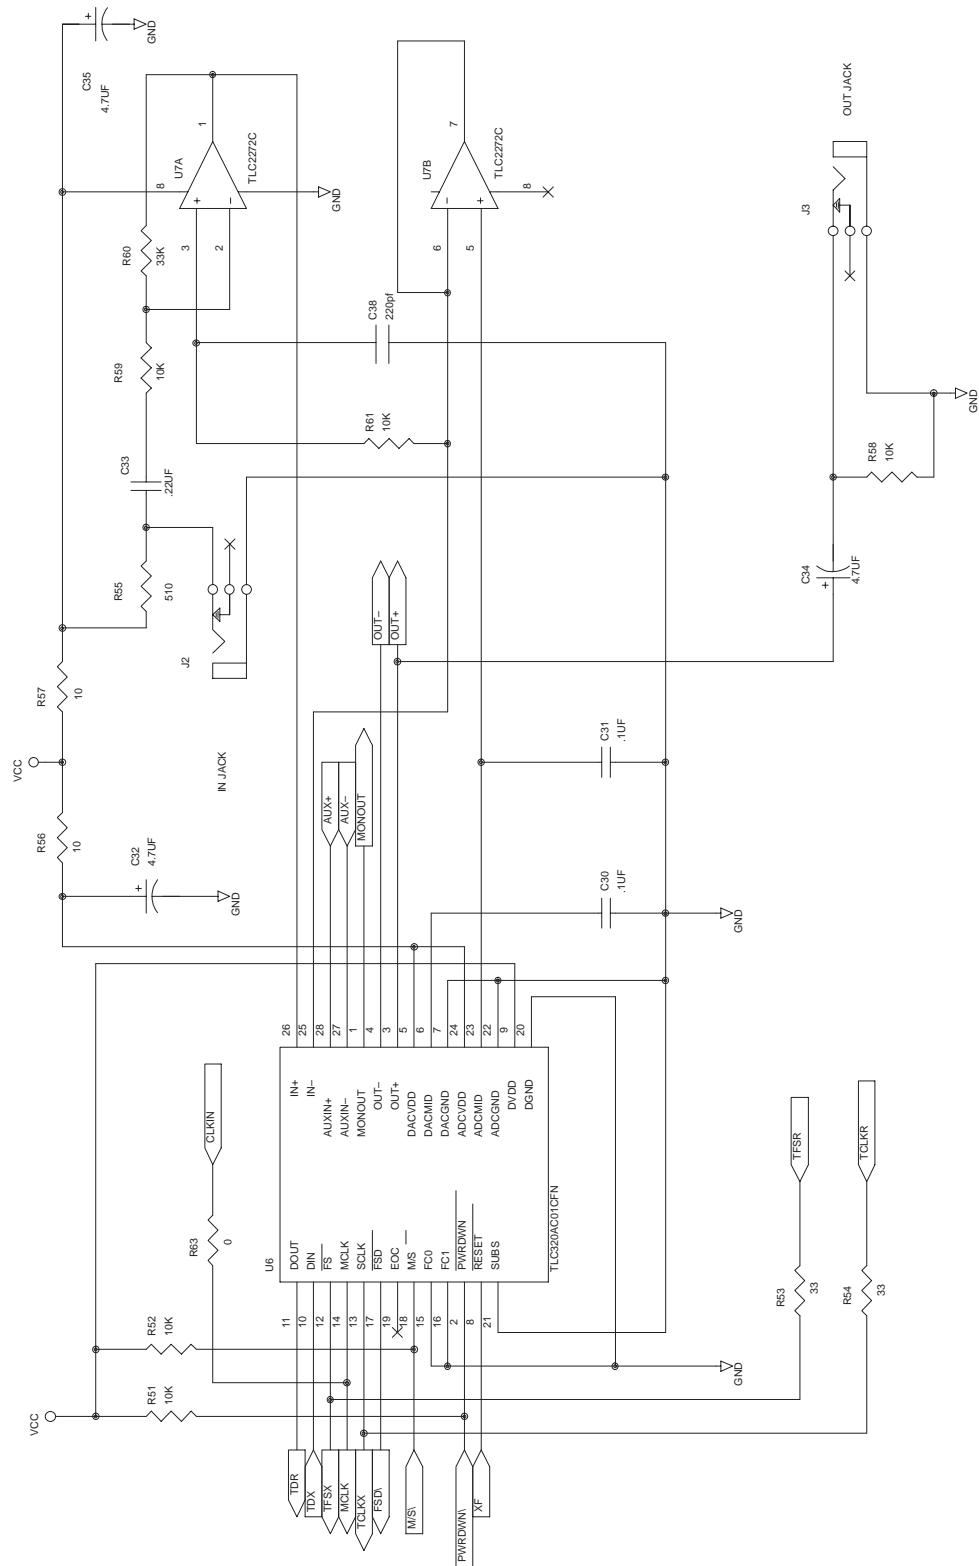 C35
4.7UF
GND
R60
33K
8
U7A
1
TLC2272C
+
–
3
2
GND
R59
10K
C33
.22UF
R55
510
R57
10
VCC
R56
10
C32
4.7UF
+
GND
J2
IN JACK
U7B
7
TLC2272C
–
+
6
5
8
C38
220pf
R61
10K
OUT JACK
J3
R58
10K
GND
C34
+
4.7UF
OUT–
OUT+
AUX+
AUX–
MONOUT
C31
.1UF
C30
.1UF
GND
CLKIN
R63
0
U6
TLC320AC01CFN
26 IN+
25 IN–
28 AUXIN+
27 AUXIN–
1 MONOUT
4 OUT–
3 OUT+
5 DACVDD
6 DACMID
7 DACGND
24 ADCVDD
23 ADCMID
22 ADCGND
9 DVDD
20 DGND
11 DOUT
10 DIN
12 FS
14 MCLK
13 SCLK
17 FSD
19 EOC
18 M/S
15 FC0
16 FC1
2 PWRDWN
8 RESET
21 SUBS
R52
10K
R51
10K
VCC
GND
TDR
TDX
TFSX
MCLK
TCLKX
FSD\
M/S\
PWRDWN\
XF
R53
33
TFSR
R54
33
TCLKR
+